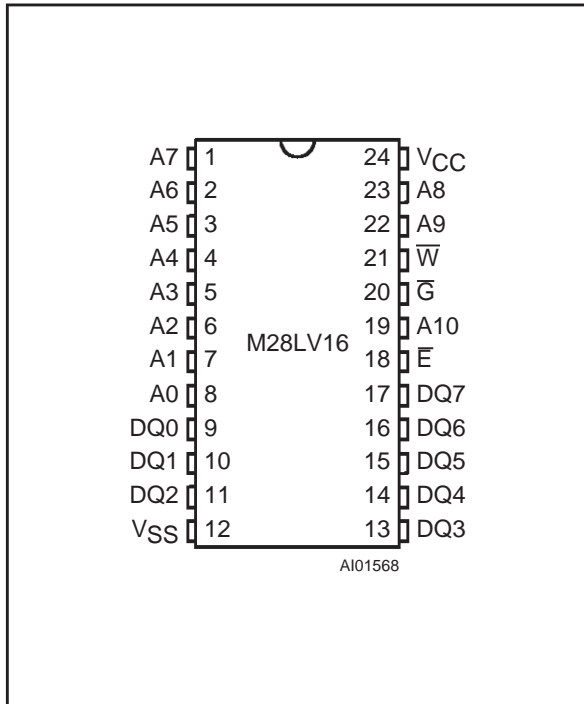 A7 1 24 VCC
A6 2 23 A8
A5 3 22 A9
A4 4 21 W̅
A3 5 20 G̅
A2 6 19 A10
M28LV16
A1 7 18 E̅
A0 8 17 DQ7
DQ0 9 16 DQ6
DQ1 10 15 DQ5
DQ2 11 14 DQ4
VSS 12 13 DQ3
AI01568